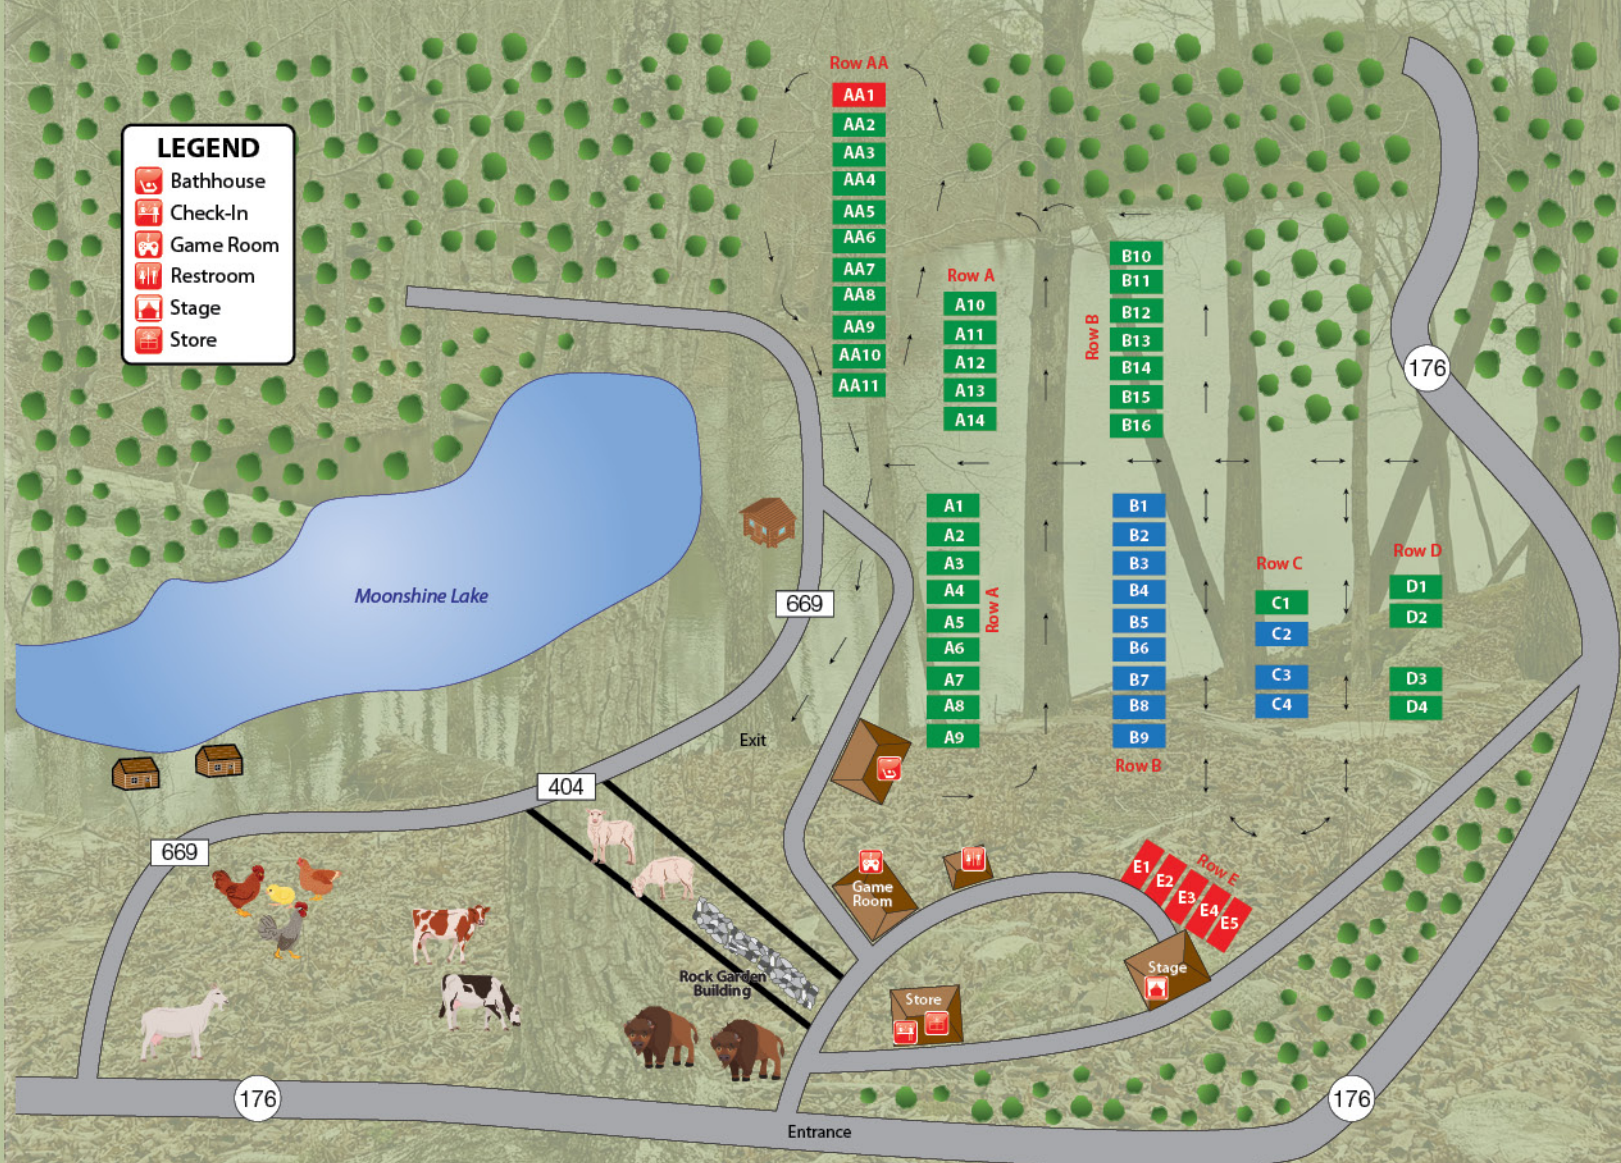 LEGEND
Bathhouse
Check-In
Game Room
Restroom
Stage
Store
Row AA
AA1
AA2
AA3
AA4
AA5
AA6
AA7
AA8
AA9
AA10
AA11
Row A
A10
A11
A12
A13
A14
Row B
B10
B11
B12
B13
B14
B15
B16
176
A1
A2
A3
A4
A5
A6
A7
A8
A9
Row A
B1
B2
B3
B4
B5
B6
B7
B8
B9
Row B
Row C
C1
C2
C3
C4
Row D
D1
D2
D3
D4
Moonshine Lake
669
Exit
404
669
Game
Room
Row E
E1
E2
E3
E4
E5
Stage
Rock Garden
Building
Store
176
176
Entrance